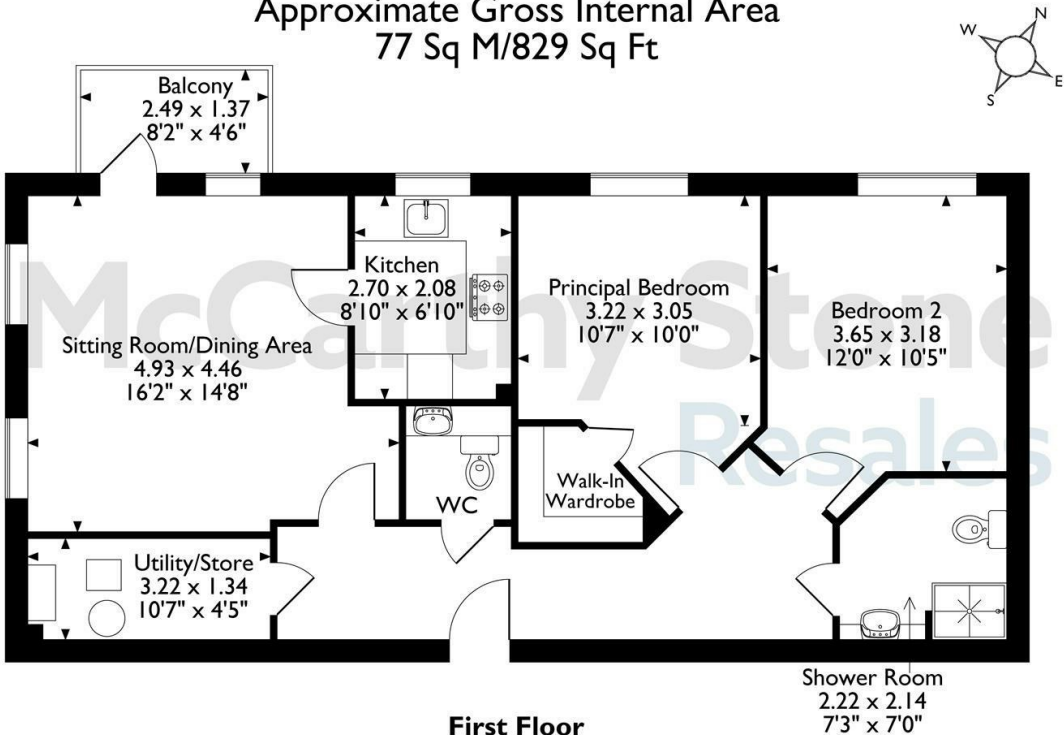 Approximate Gross Internal Area
77 Sq M/829 Sq Ft
N
W
E
S
Balcony
2.49 x 1.37
8'2" x 4'6"
Kitchen
2.70 x 2.08
8'10" x 6'10"
Principal Bedroom
3.22 x 3.05
10'7" x 10'0"
Bedroom 2
3.65 x 3.18
12'0" x 10'5"
Sitting Room/Dining Area
4.93 x 4.46
16'2" x 14'8"
McCarthy Stone
Resales
Walk-In
Wardrobe
WC
Utility/Store
3.22 x 1.34
10'7" x 4'5"
Shower Room
2.22 x 2.14
7'3" x 7'0"
First Floor